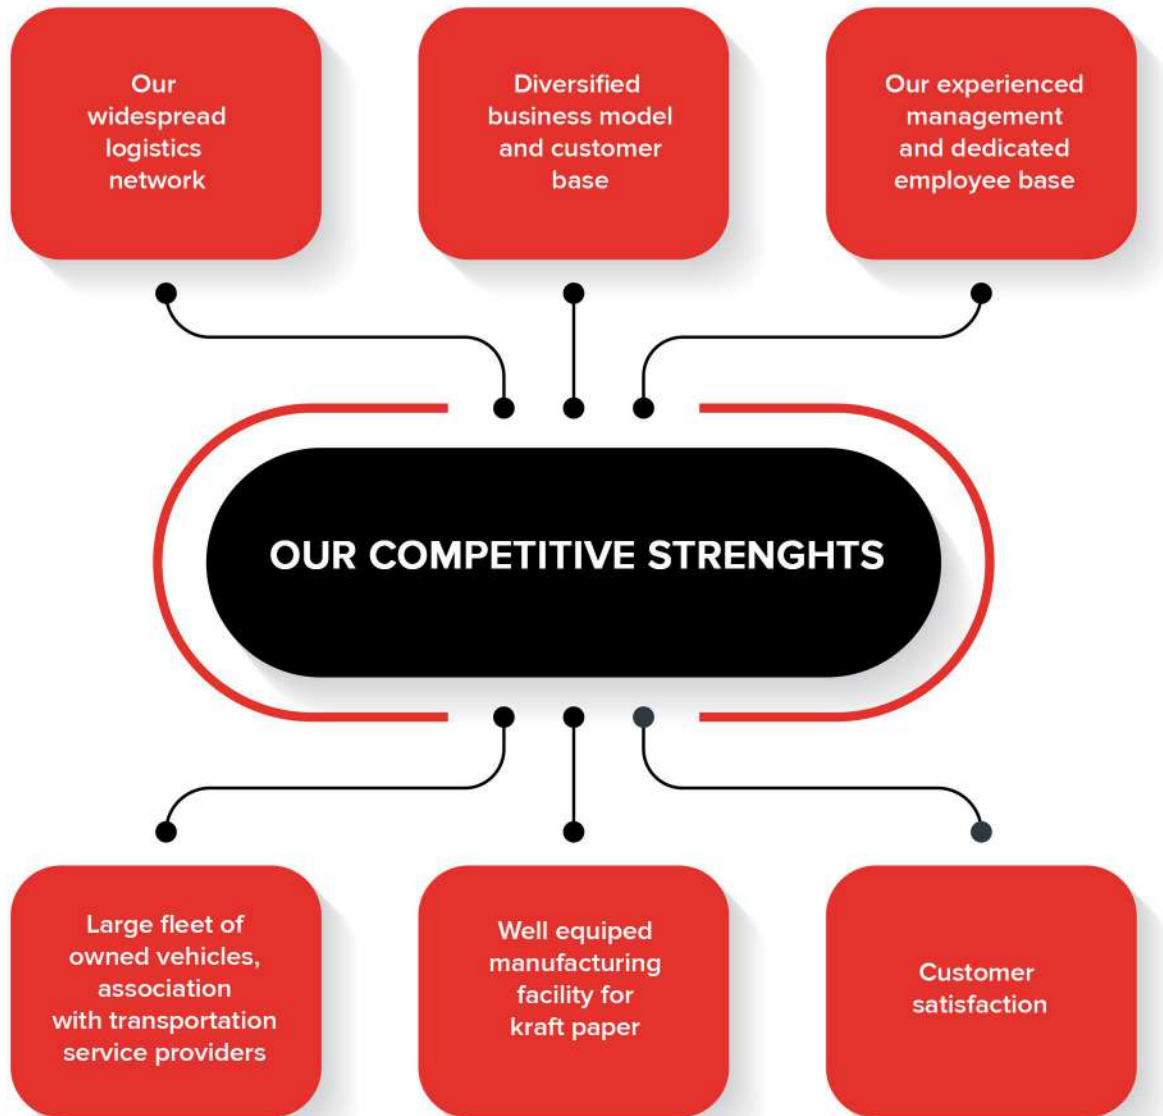 Our
widespread
logistics
network
Diversified
business model
and customer
base
Our experienced
management
and dedicated
employee base
OUR COMPETITIVE STRENGHTS
Large fleet of
owned vehicles,
association
with transportation
service providers
Well equiped
manufacturing
facility for
kraft paper
Customer
satisfaction